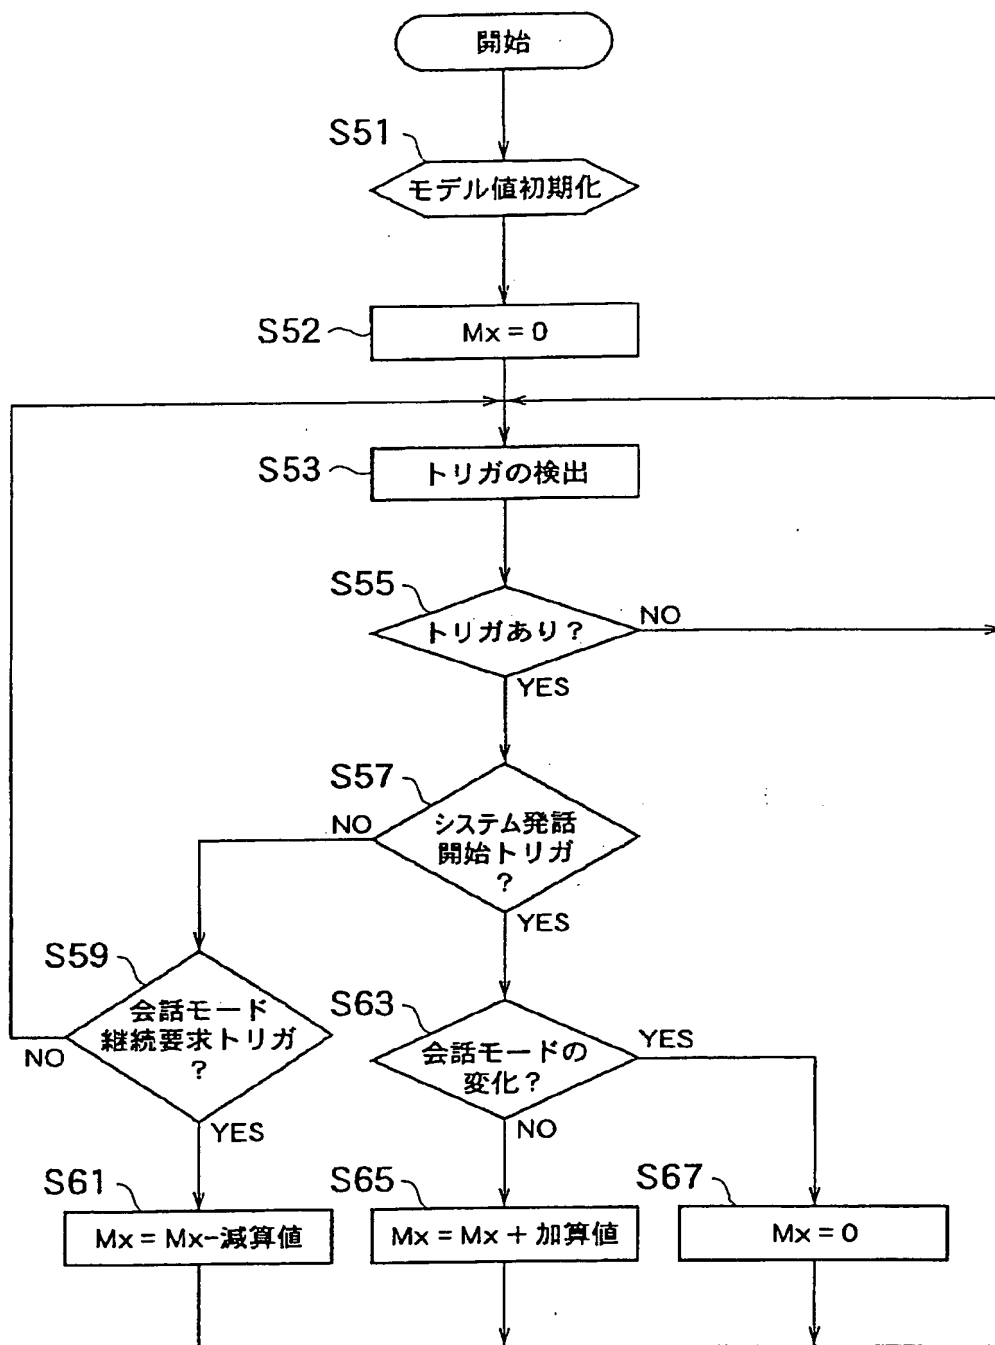 開始
S51
モデル値初期化
S52
Mx = 0
S53
トリガの検出
S55
トリガあり?
NO
YES
S57
システム発話
開始トリガ
?
NO
YES
S59
会話モード
継続要求トリガ
?
NO
YES
S63
会話モードの
変化?
YES
NO
S61
Mx = Mx-減算値
S65
Mx = Mx + 加算値
S67
Mx = 0